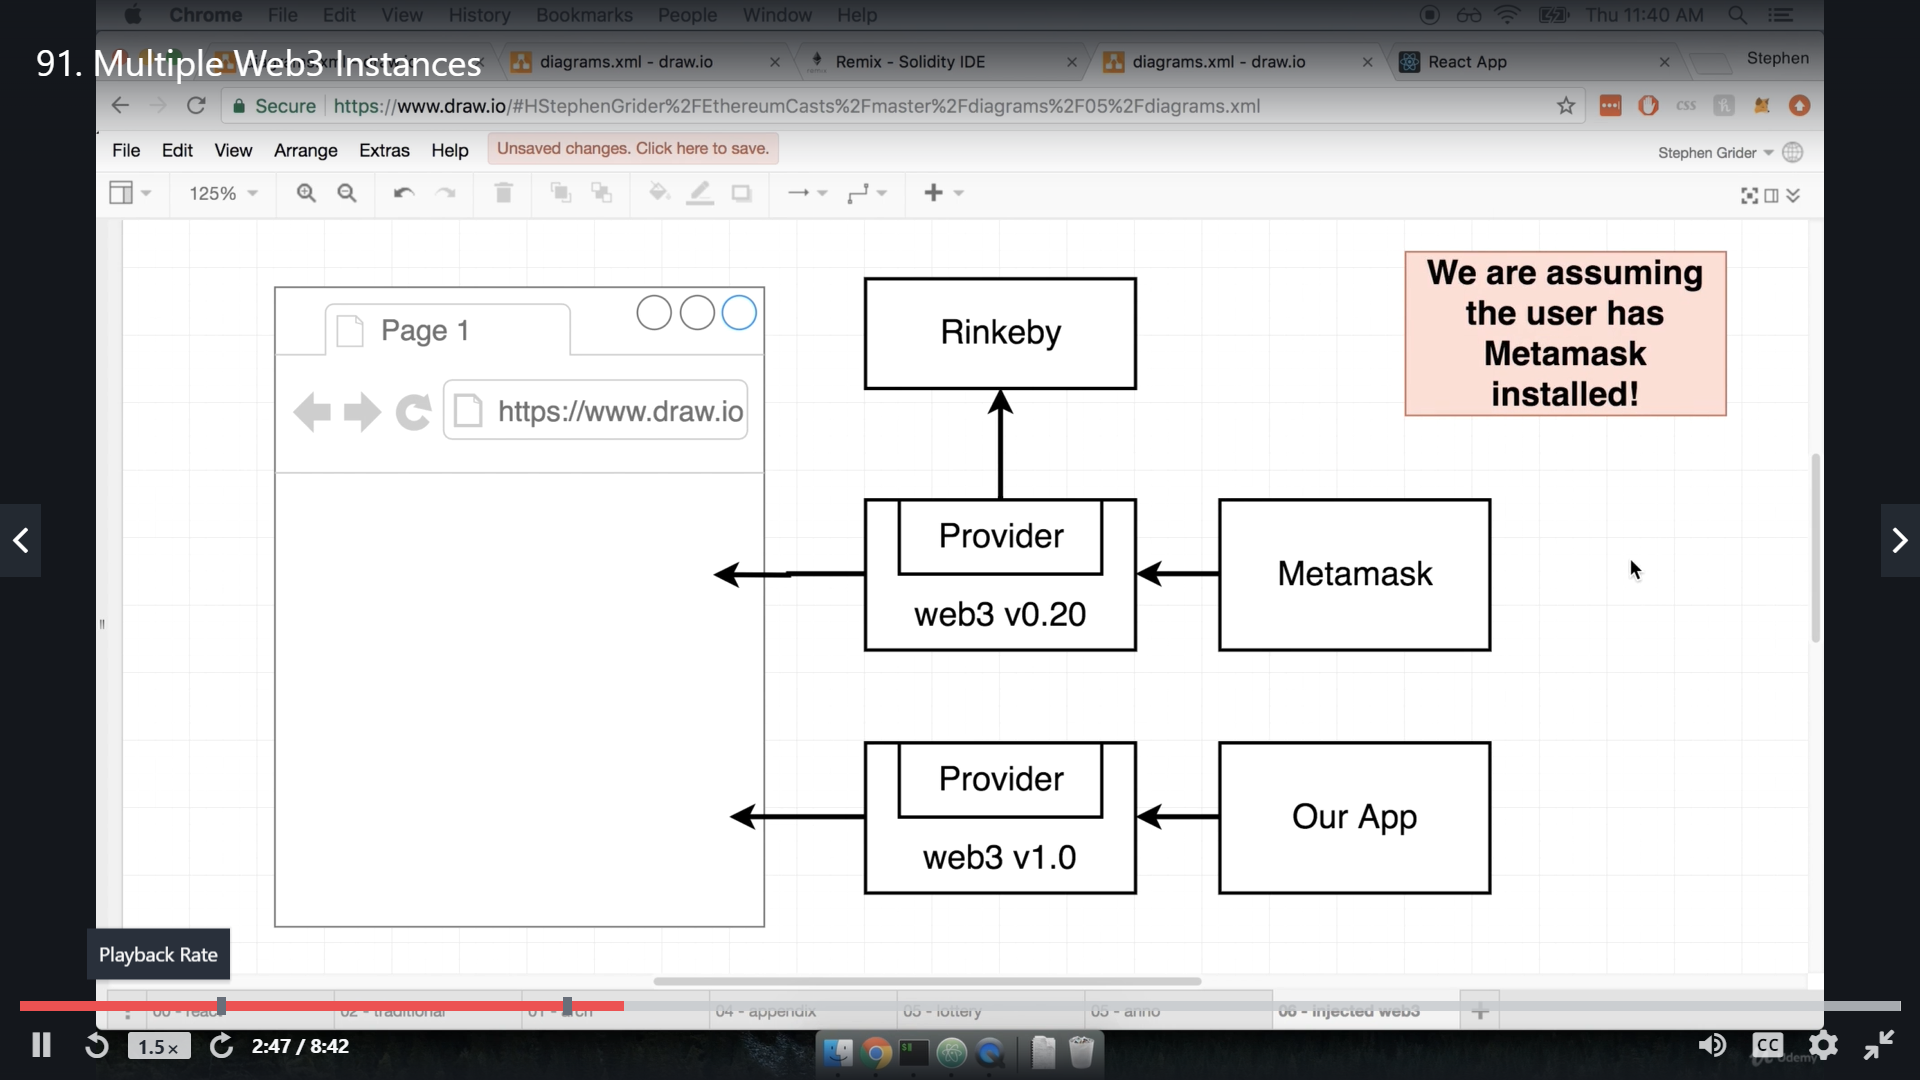 Chrome File Edit View History Bookmarks People Window Help Thu 11:40 AM
91. Multiple Web3 Instances
diagrams.xml - draw.io
Remix - Solidity IDE
diagrams.xml - draw.io
React App
Stephen
Secure https://www.draw.io/#HStephenGrider%2FEthereumCasts%2Fmaster%2Fdiagrams%2F05%2Fdiagrams.xml
File Edit View Arrange Extras Help Unsaved changes. Click here to save.
Stephen Grider
125%
We are assuming
the user has
Metamask
installed!
Page 1
https://www.draw.io
Rinkeby
Provider
web3 v0.20
Metamask
Provider
web3 v1.0
Our App
Playback Rate
04 - appendix
05 - lottery
05 - anno
06 - injected web3
1.5x
2:47 / 8:42
CC
Udemy